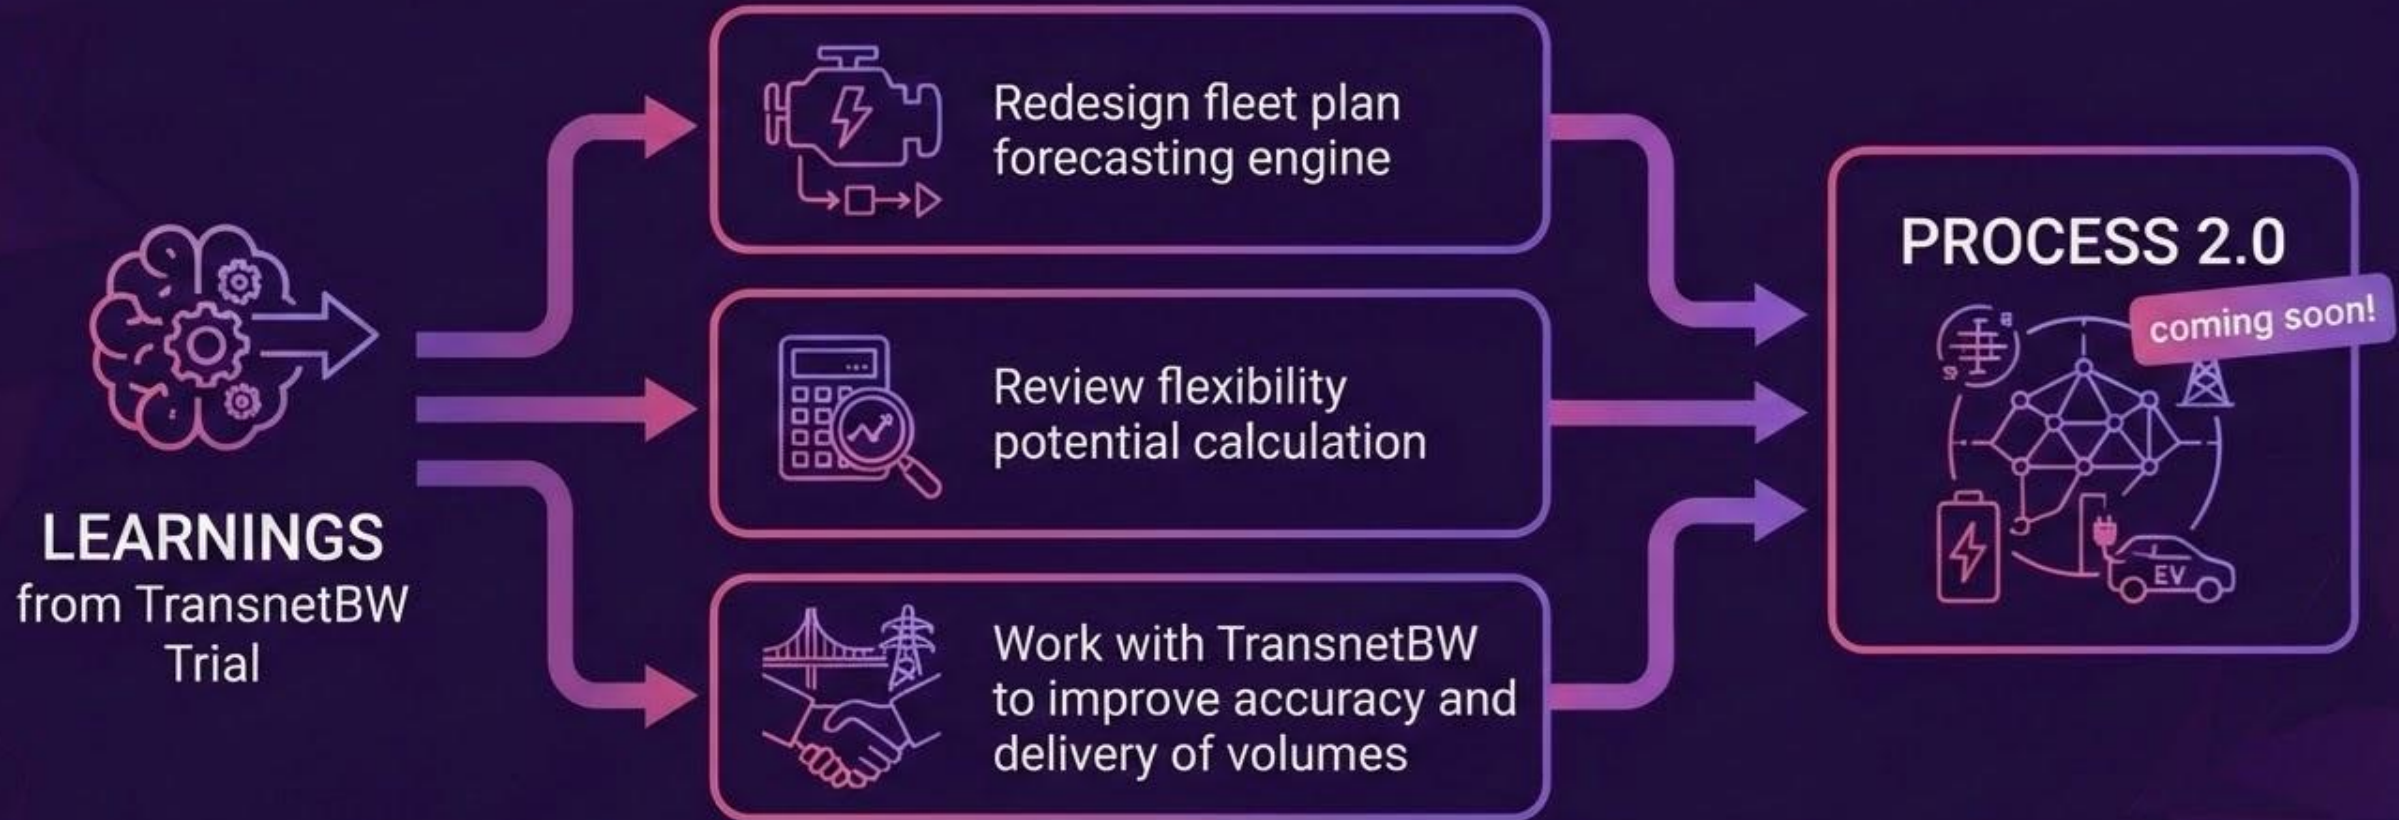 LEARNINGS
from TransnetBW
Trial
Redesign fleet plan
forecasting engine
Review flexibility
potential calculation
Work with TransnetBW
to improve accuracy and
delivery of volumes
PROCESS 2.0
coming soon!
EV